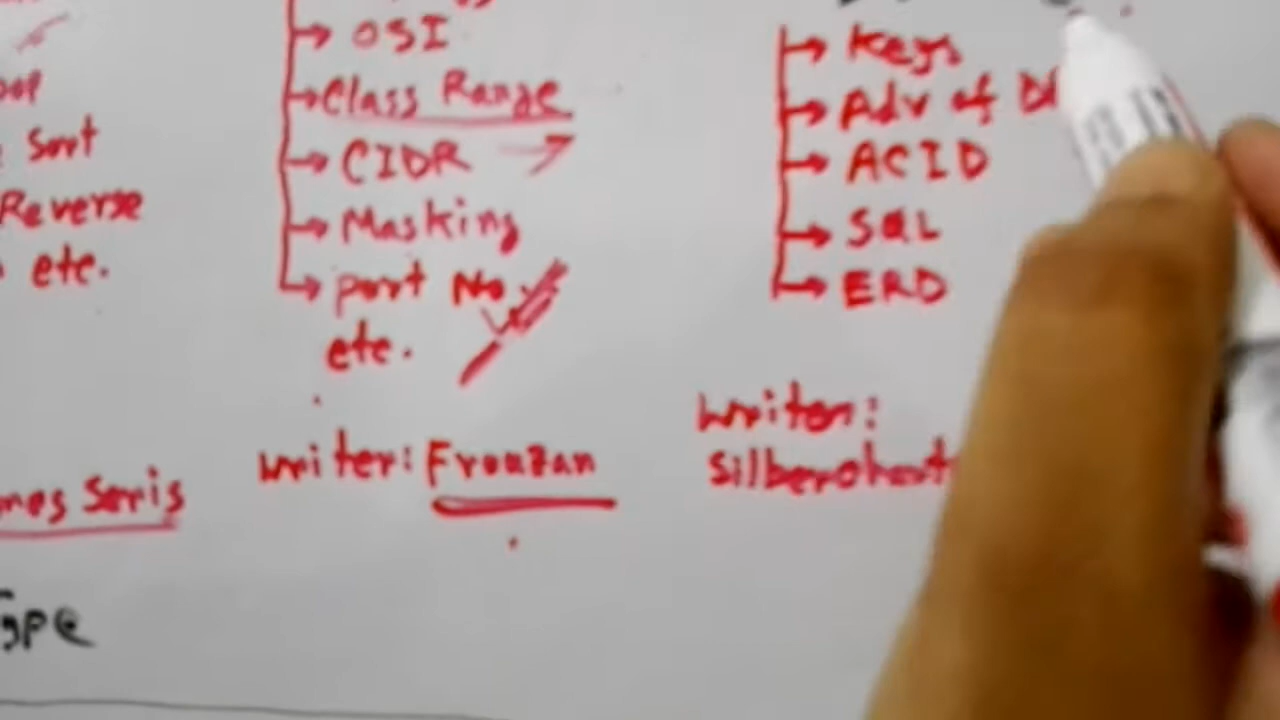 Sort
Reverse
etc.
Seris
ype
OSI
Class Range
CIDR
Masking
port No.
etc.
writer: Frouzan
Keys
Adv of
ACID
SQL
ERD
writer: